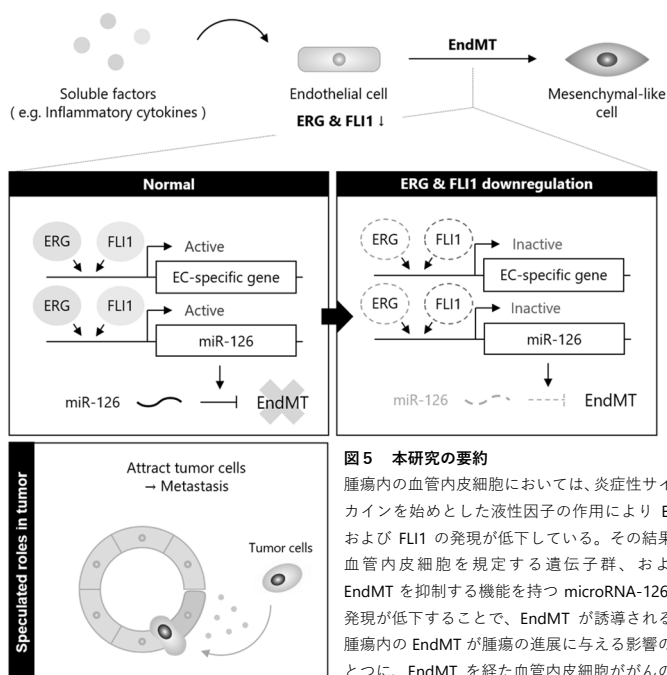 EndMT
Soluble factors
( e.g. Inflammatory cytokines )
Endothelial cell
ERG & FLI1 ↓
Mesenchymal-like
cell
Normal
ERG FLI1 Active
EC-specific gene
ERG FLI1 Active
miR-126
miR-126 EndMT
ERG & FLI1 downregulation
ERG FLI1 Inactive
EC-specific gene
ERG FLI1 Inactive
miR-126
miR-126 EndMT
Speculated roles in tumor
Attract tumor cells
→ Metastasis
Tumor cells
図5 本研究の要約
腫瘍内の血管内皮細胞においては、炎症性サイ
カインを始めとした液性因子の作用により E
および FLI1 の発現が低下している。その結果
血管内皮細胞を規定する遺伝子群、およ
EndMT を抑制する機能を持つ microRNA-126
発現が低下することで、EndMT が誘導される
腫瘍内の EndMT が腫瘍の進展に与える影響の
とつに、EndMT を経た血管内皮細胞ががんの